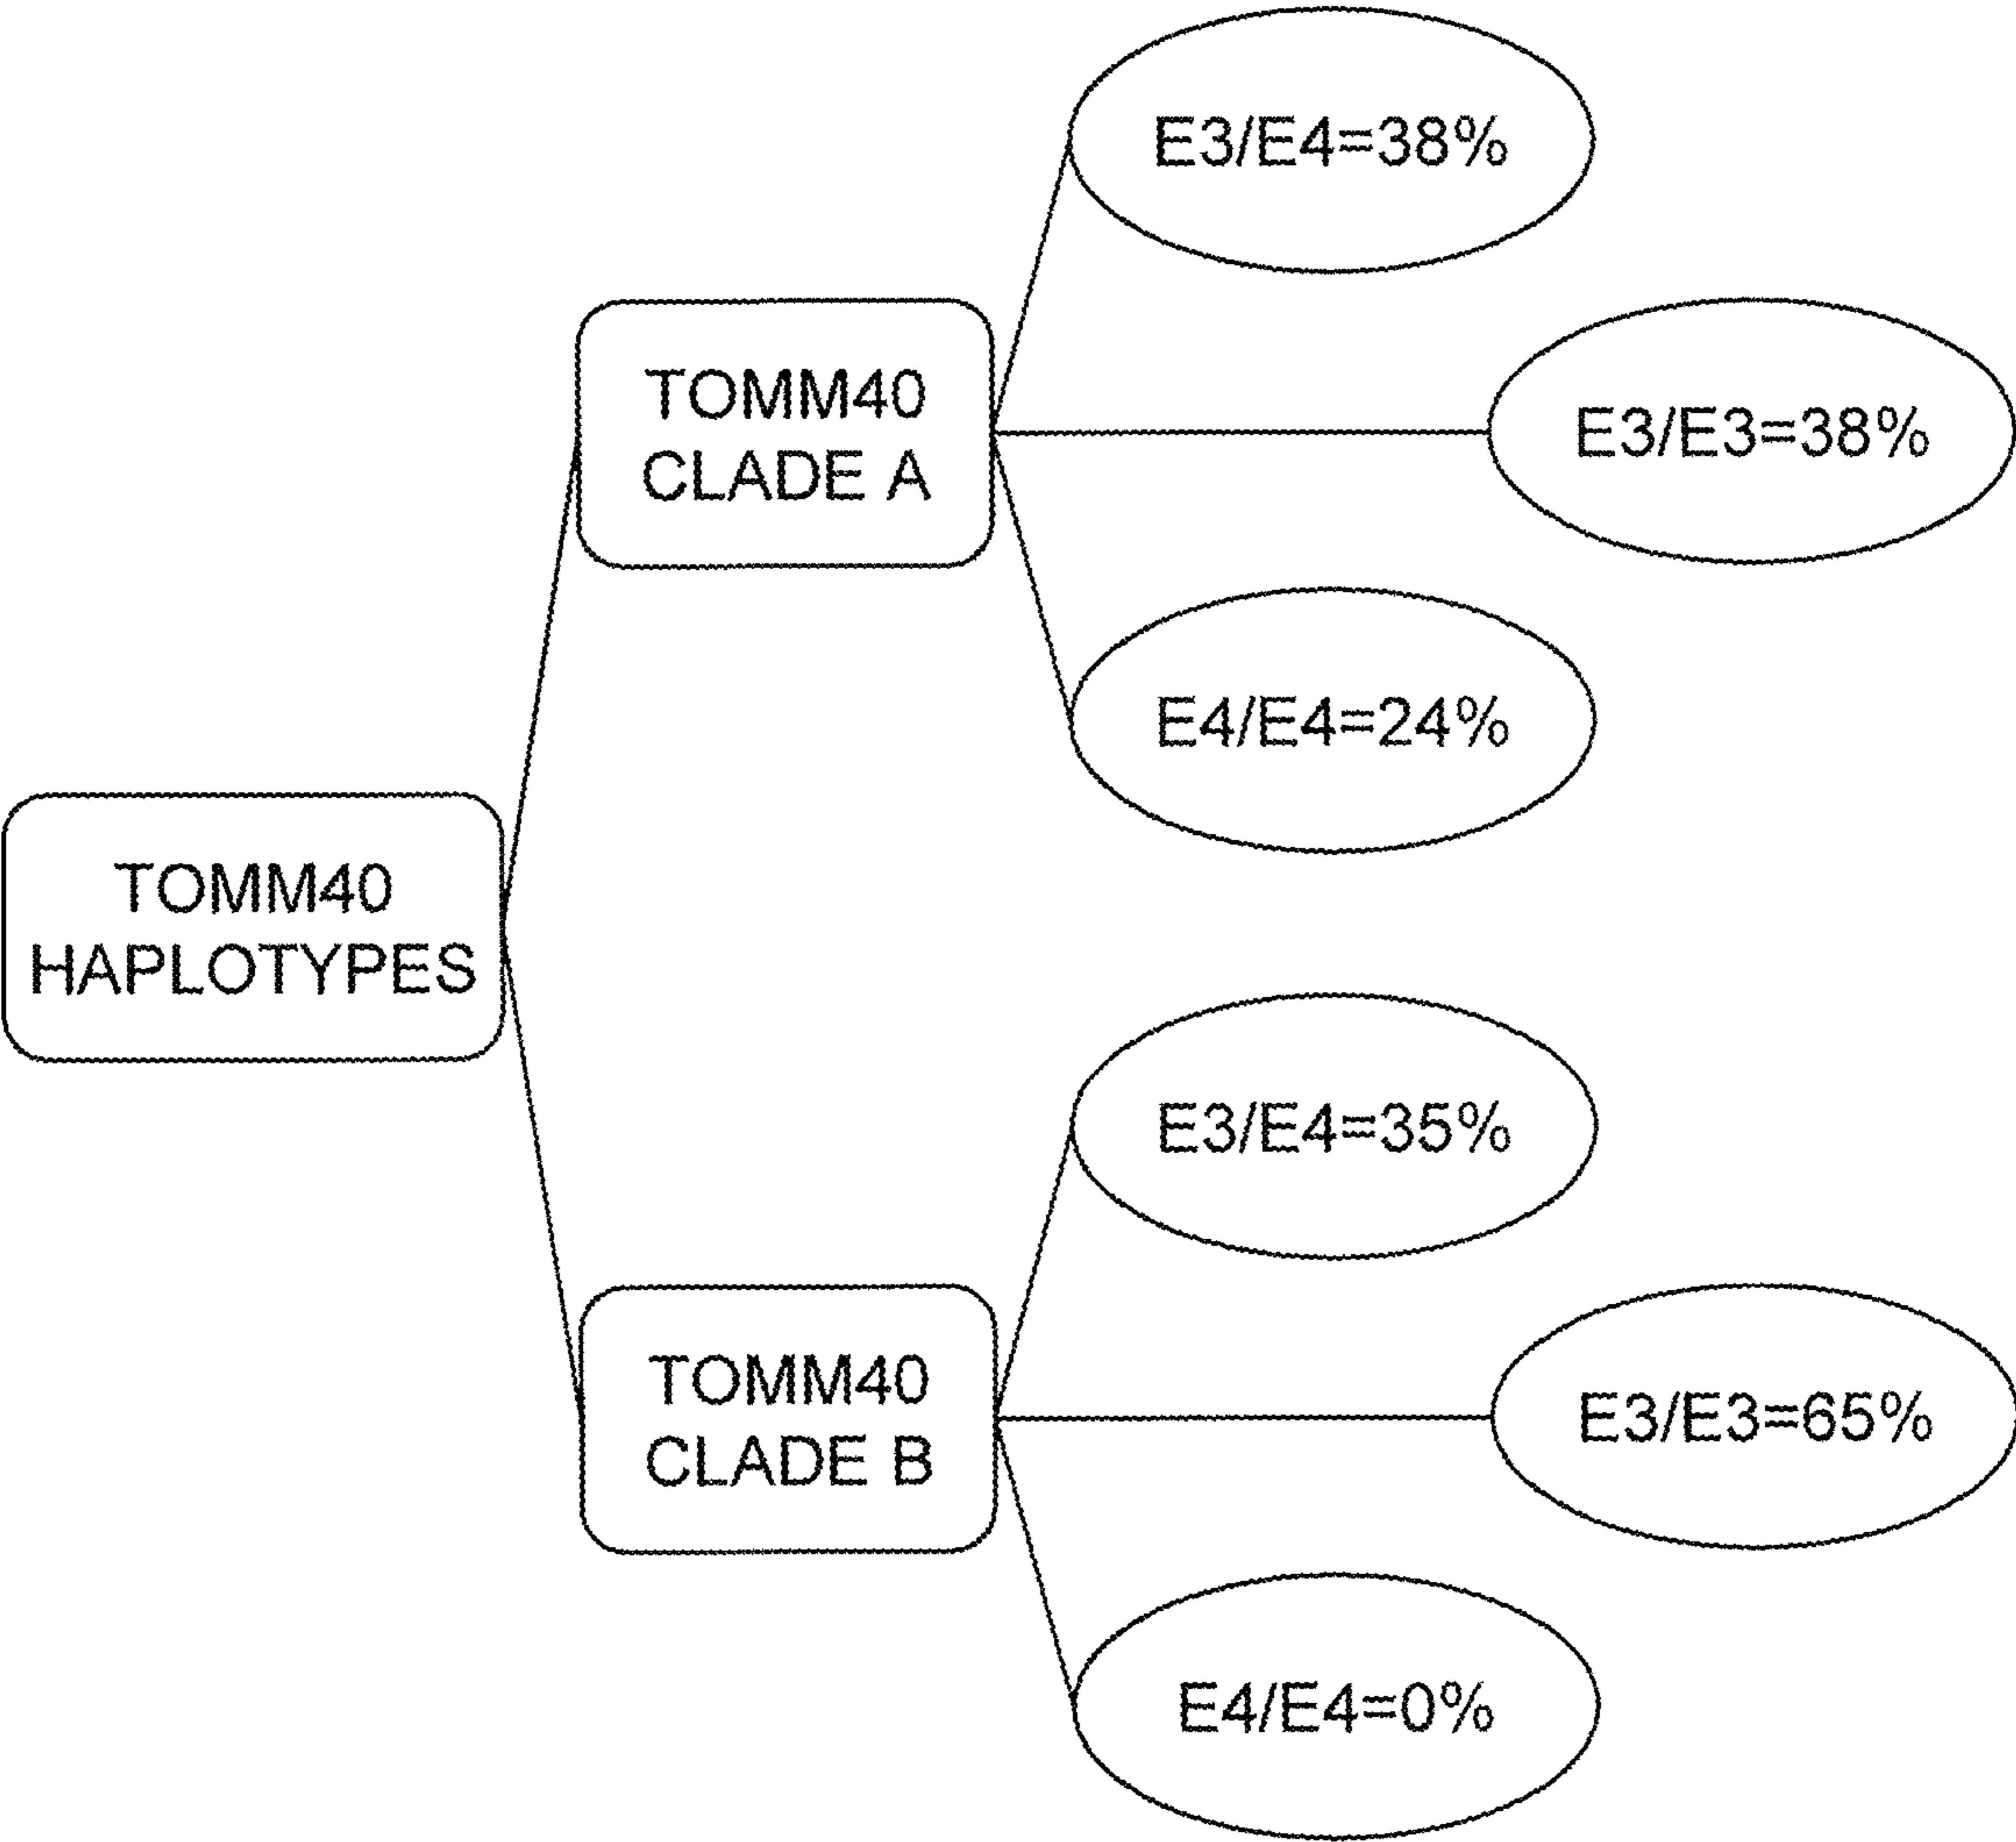 E3/E4=38%
TOMM40
CLADE A
E3/E3=38%
E4/E4=24%
TOMM40
HAPLOTYPES
E3/E4=35%
TOMM40
CLADE B
E3/E3=65%
E4/E4=0%